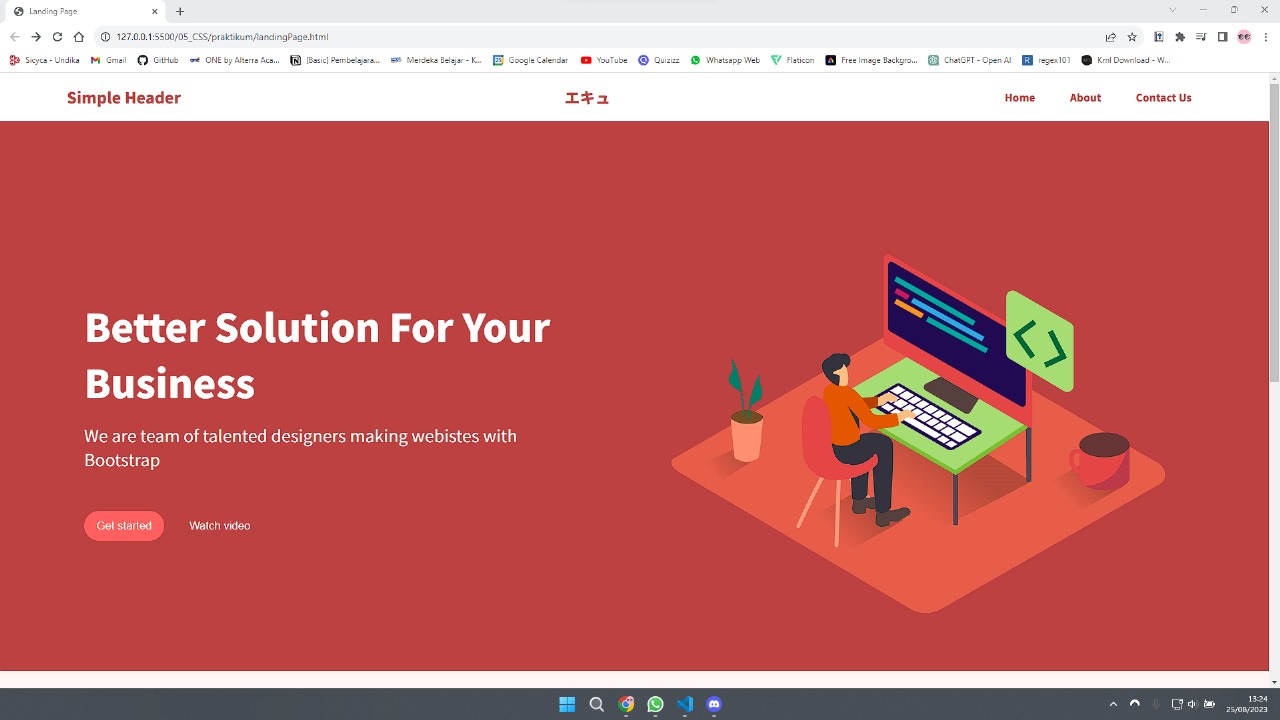 Landing Page
127.0.0.1:5500/05_CSS/praktikum/landingPage.html
Sicyca - Undika
Gmail
GitHub
ONE by Alterra Aca...
[Basic] Pembelajara...
Merdeka Belajar - K...
Google Calendar
YouTube
Quizizz
Whatsapp Web
Flaticon
Free Image Backgro...
ChatGPT - Open AI
regex101
Krnl Download - W...
Simple Header
エキュ
Home
About
Contact Us
Better Solution For Your
Business
We are team of talented designers making webistes with
Bootstrap
Get started
Watch video
13:24
25/08/2023